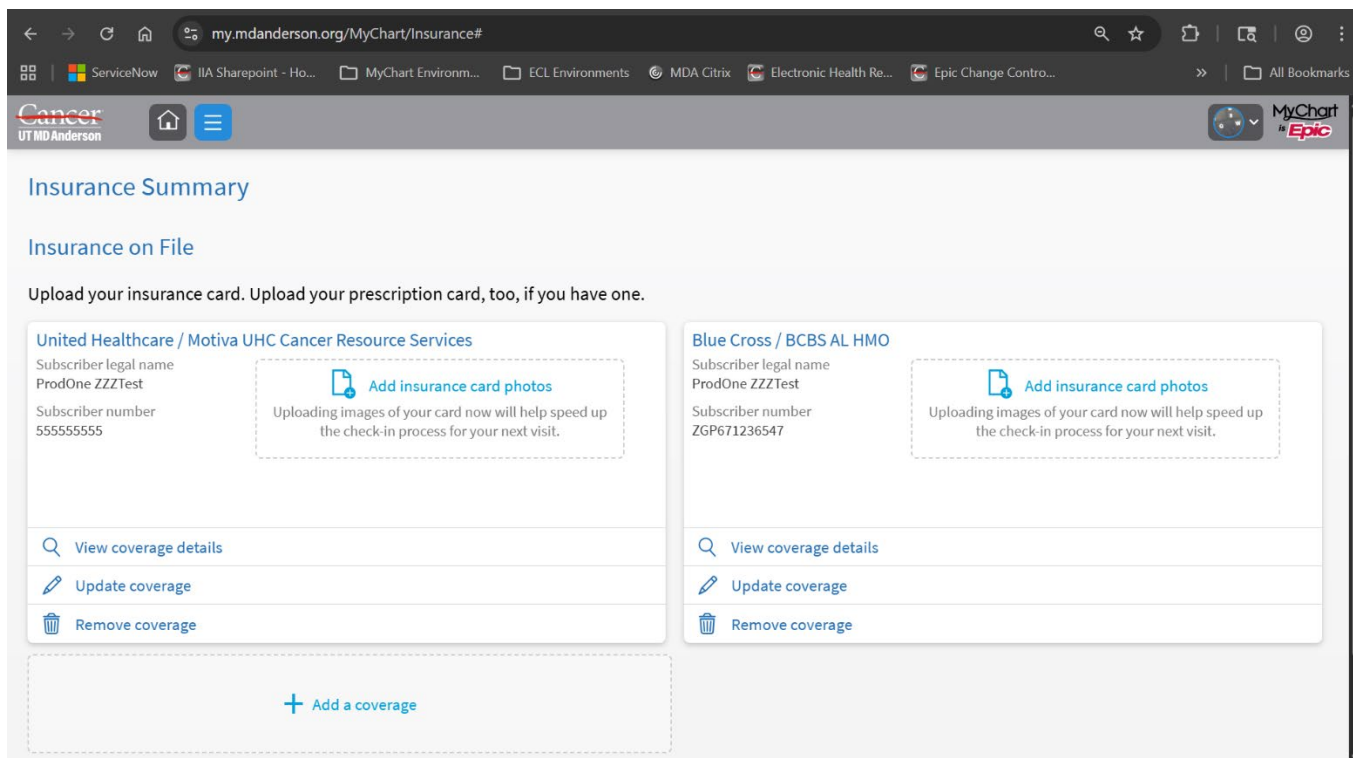 my.mdanderson.org/MyChart/Insurance#
ServiceNow IIA Sharepoint - Ho... MyChart Environm... ECL Environments MDA Citrix Electronic Health Re... Epic Change Contro... » All Bookmarks
Cancer
UT MD Anderson
MyChart
is Epic
Insurance Summary
Insurance on File
Upload your insurance card. Upload your prescription card, too, if you have one.
United Healthcare / Motiva UHC Cancer Resource Services
Subscriber legal name
ProdOne ZZZTest
Subscriber number
555555555
Add insurance card photos
Uploading images of your card now will help speed up
the check-in process for your next visit.
View coverage details
Update coverage
Remove coverage
Blue Cross / BCBS AL HMO
Subscriber legal name
ProdOne ZZZTest
Subscriber number
ZGP671236547
Add insurance card photos
Uploading images of your card now will help speed up
the check-in process for your next visit.
View coverage details
Update coverage
Remove coverage
Add a coverage